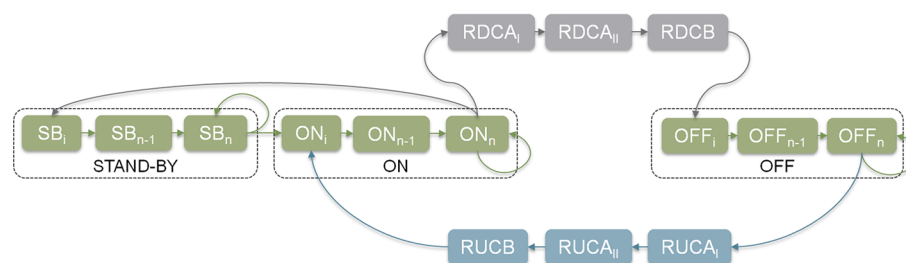 RDCA_I RDCA_II RDCB
SB_i SB_n-1 SB_n ON_i ON_n-1 ON_n OFF_i OFF_n-1 OFF_n
STAND-BY ON OFF
RUCB RUCA_II RUCA_I